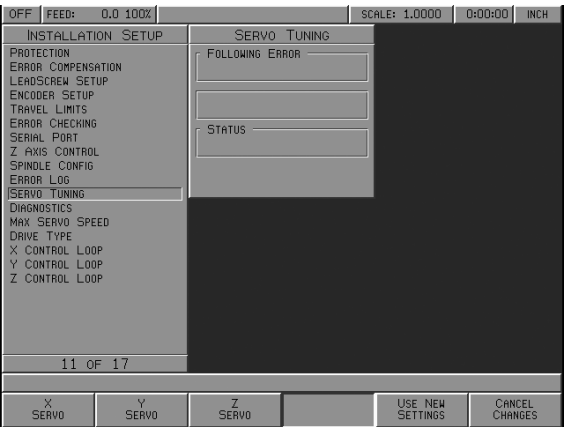 OFF FEED: 0.0 100% SCALE: 1.0000 0:00:00 INCH
INSTALLATION SETUP
PROTECTION
ERROR COMPENSATION
LEADSCREW SETUP
ENCODER SETUP
TRAVEL LIMITS
ERROR CHECKING
SERIAL PORT
Z AXIS CONTROL
SPINDLE CONFIG
ERROR LOG
SERVO TUNING
DIAGNOSTICS
MAX SERVO SPEED
DRIVE TYPE
X CONTROL LOOP
Y CONTROL LOOP
Z CONTROL LOOP
11 OF 17
SERVO TUNING
FOLLOWING ERROR
STATUS
X
SERVO
Y
SERVO
Z
SERVO
USE NEW
SETTINGS
CANCEL
CHANGES